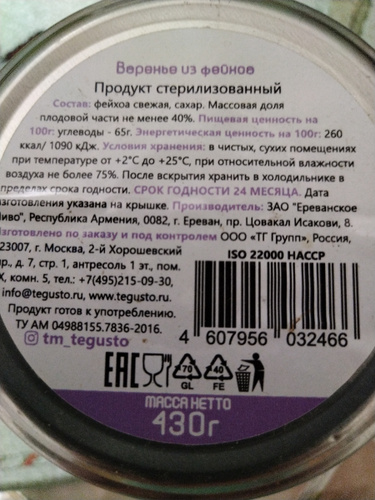 Варенье из фейхоа
Продукт стерилизованный
Состав: фейхоа свежая, сахар. Массовая доля
плодовой части не менее 40%. Пищевая ценность на
100г: углеводы - 65г. Энергетическая ценность на 100г: 260
ккал/ 1090 кДж. Условия хранения: в чистых, сухих помещениях
при температуре от +2°C до +25°C, при относительной влажности
воздуха не более 75%. После вскрытия хранить в холодильнике в
пределах срока годности. СРОК ГОДНОСТИ 24 МЕСЯЦА. Дата
изготовления указана на крышке. Производитель: ЗАО "Ереванское
Пиво", Республика Армения, 0082, г. Ереван, пр. Цовакал Исакови, 8.
Изготовлено по заказу и под контролем ООО «ТГ Групп», Россия,
123007, г. Москва, 2-й Хорошевский
пр., д. 7, стр. 1, антресоль 1 эт., пом.
X, комн. 5, тел.: +7(495)215-09-30,
info@tegusto.ru, www.tegusto.ru.
Продукт готов к употреблению.
ТУ АМ 04988155.7836-2016.
tm_tegusto
ISO 22000 HACCP
4 607956 032466
EAC
70
GL
40
FE
МАССА НЕТТО
430г